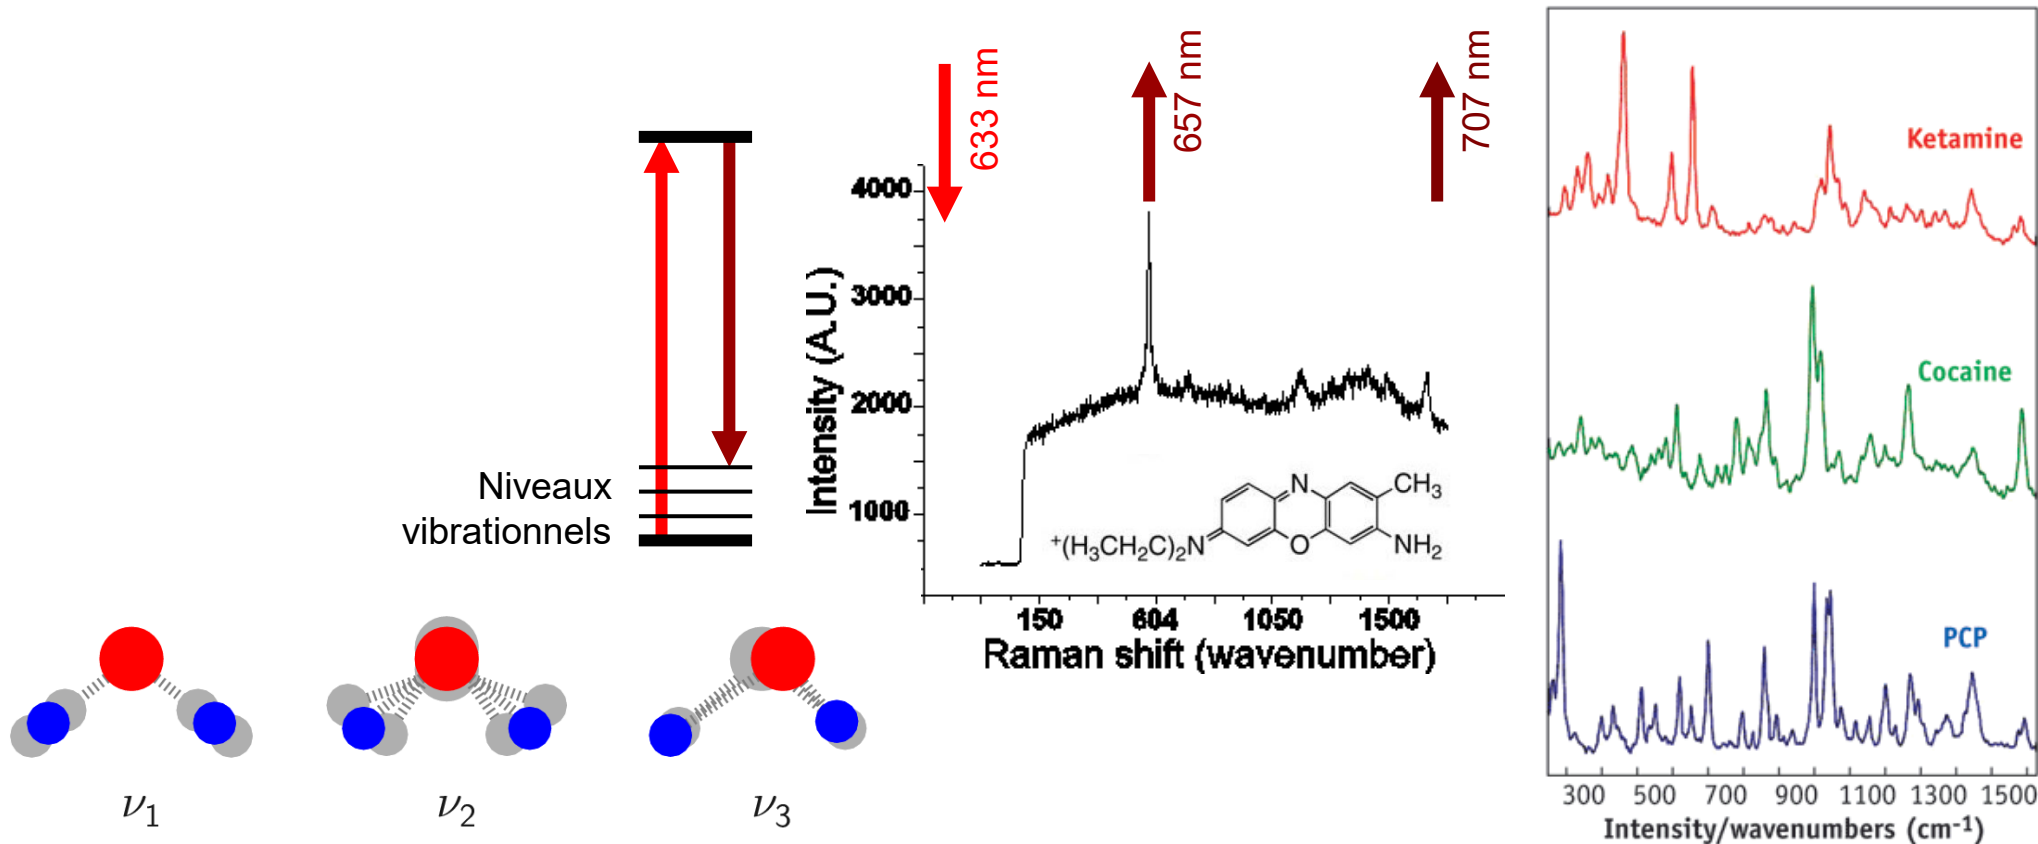 Niveaux
vibrationnels
ν1
ν2
ν3
633 nm
657 nm
707 nm
Intensity (A.U.)
4000
3000
2000
1000
N
CH3
+(H3CH2C)2N
O
NH2
150 604 1050 1500
Raman shift (wavenumber)
Ketamine
Cocaine
PCP
300 500 700 900 1100 1300 1500
Intensity/wavenumbers (cm-1)